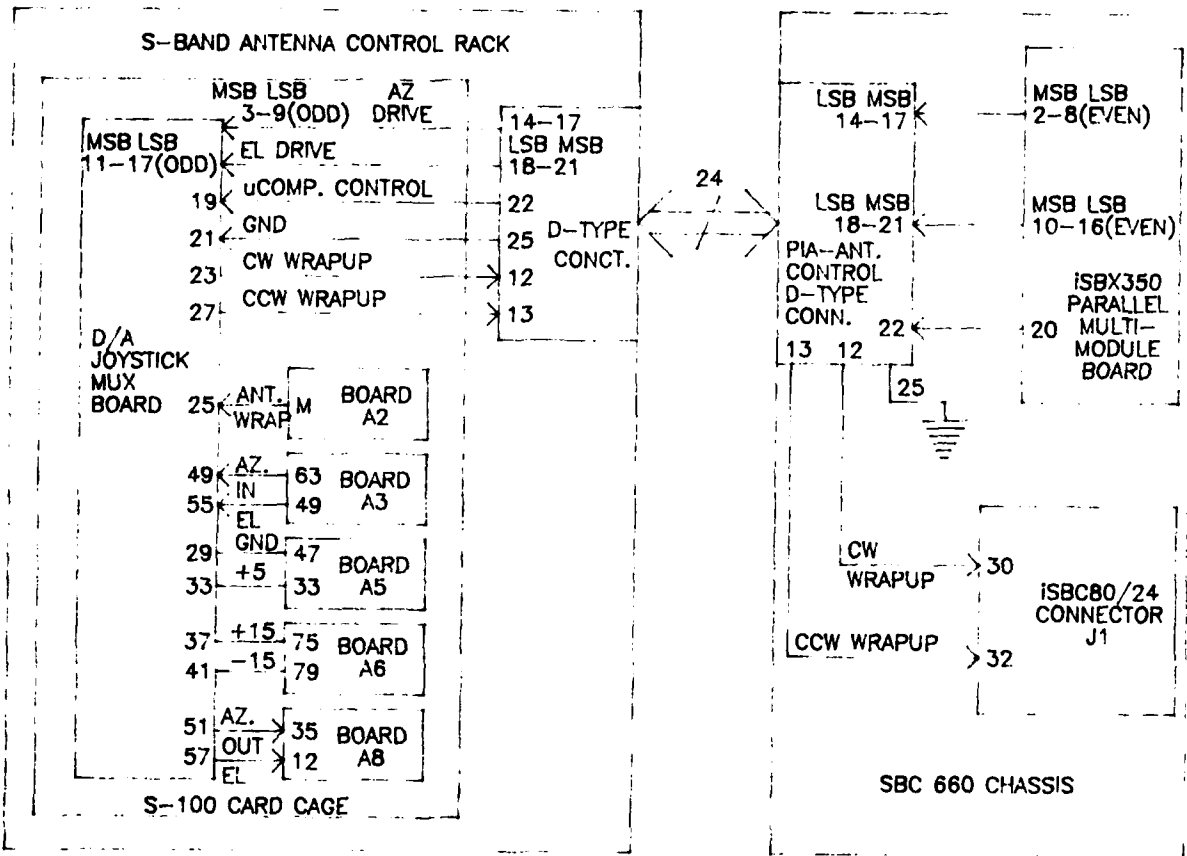 S-BAND ANTENNA CONTROL RACK
MSB LSB AZ
3-9(ODD) DRIVE
MSB LSB
11-17(ODD)
EL DRIVE
19 uCOMP. CONTROL
21 GND
23 CW WRAPUP
27 CCW WRAPUP
D/A
JOYSTICK
MUX
BOARD
25 ANT.
WRAP
M BOARD
A2
49 AZ.
IN
55
EL
63 BOARD
49 A3
29 GND 47
33 +5 33
BOARD
A5
37 +15 75
41 -15 79
BOARD
A6
51 AZ.
OUT
57
EL
35 BOARD
12 A8
S-100 CARD CAGE
14-17
LSB MSB
18-21
22
25 D-TYPE
CONCT.
12
13
24
LSB MSB
14-17
LSB MSB
18-21
PIA-ANT.
CONTROL
D-TYPE
CONN.
22
13 12
25
MSB LSB
2-8(EVEN)
MSB LSB
10-16(EVEN)
iSBX350
PARALLEL
20 MULTI-
MODULE
BOARD
CW
WRAPUP
30
CCW WRAPUP
32
iSBC80/24
CONNECTOR
J1
SBC 660 CHASSIS